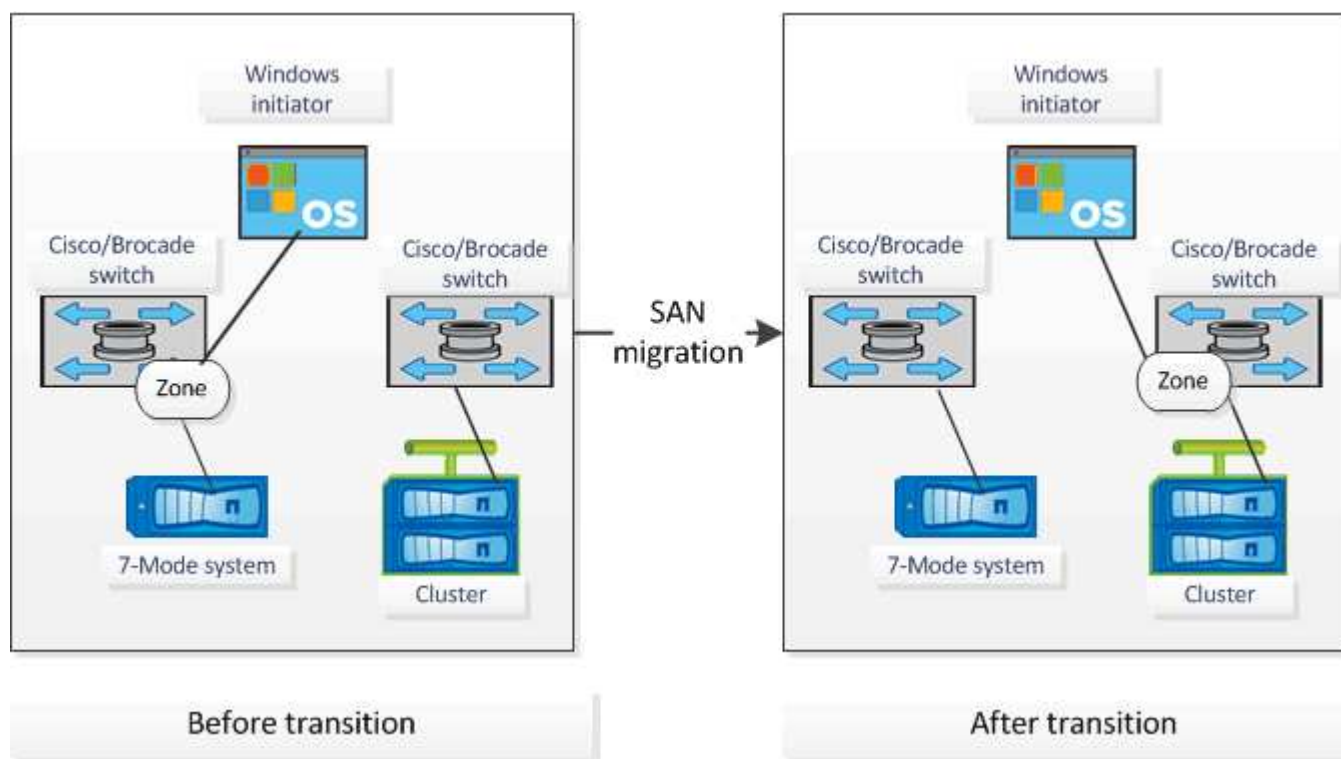 Windows
initiator
Cisco/Brocade
switch
OS
Cisco/Brocade
switch
Zone
7-Mode system
n
n
n
Cluster
Before transition
SAN
migration
Windows
initiator
Cisco/Brocade
switch
OS
Cisco/Brocade
switch
Zone
7-Mode system
n
n
n
Cluster
After transition